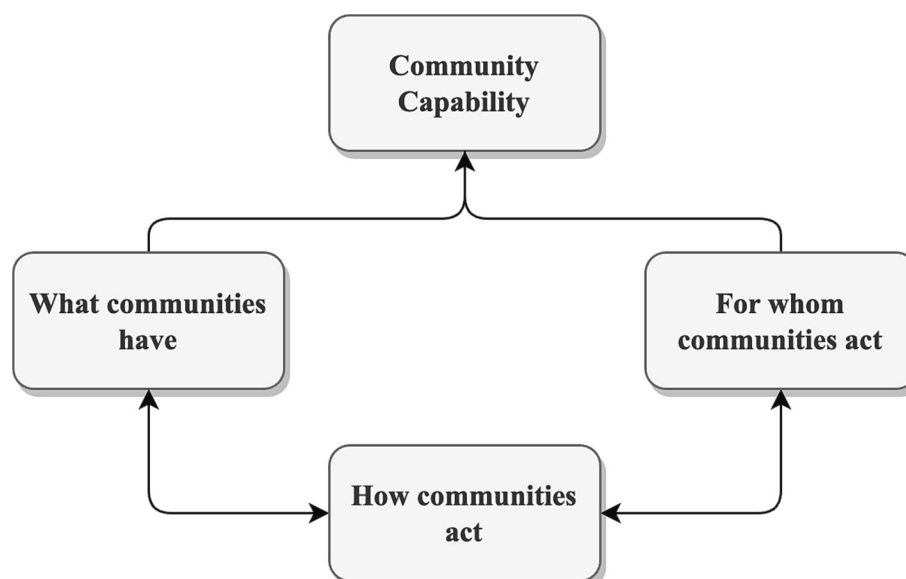 Community
Capability
What communities
have
For whom
communities act
How communities
act